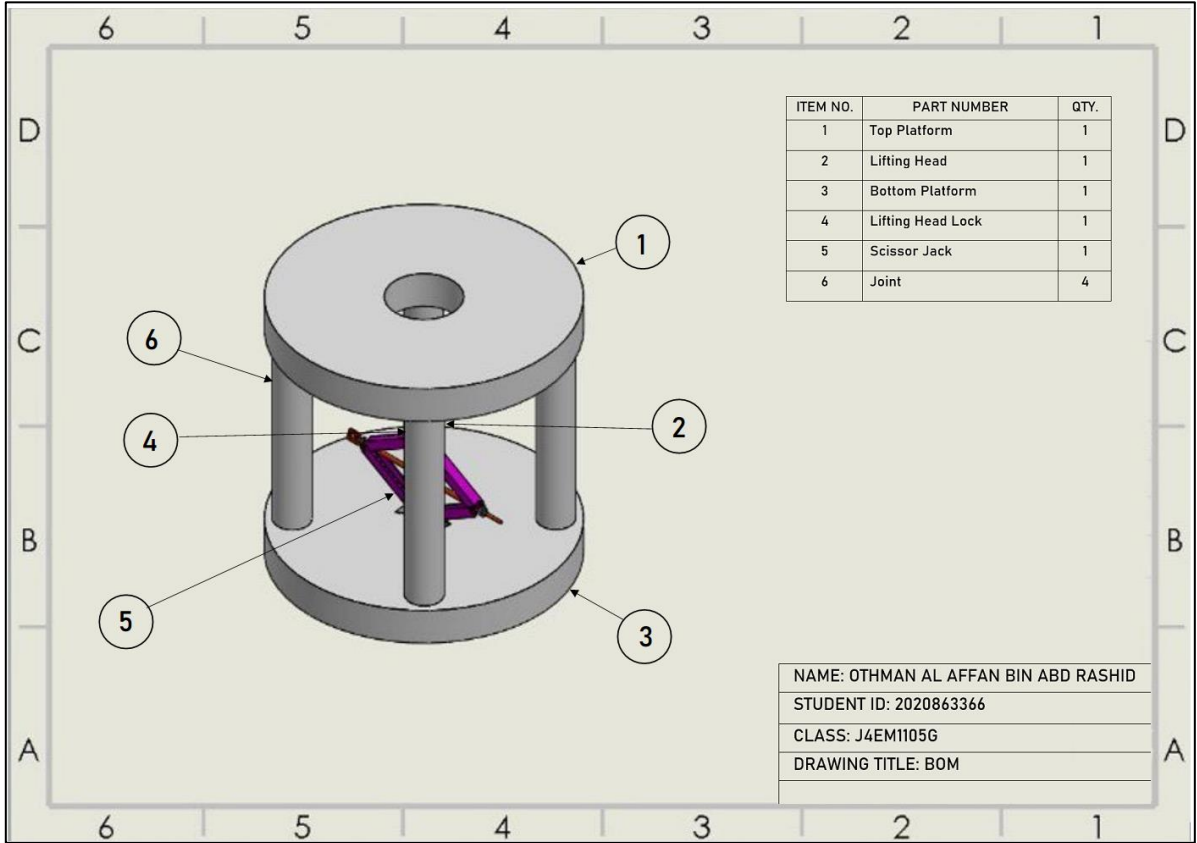 6 5 4 3 2 1
D D
ITEM NO. PART NUMBER QTY.
1 Top Platform 1
2 Lifting Head 1
3 Bottom Platform 1
4 Lifting Head Lock 1
5 Scissor Jack 1
6 Joint 4
1
C C
6
4
2
B B
5
3
NAME: OTHMAN AL AFFAN BIN ABD RASHID
STUDENT ID: 2020863366
CLASS: J4EM1105G
A A
DRAWING TITLE: BOM
6 5 4 3 2 1